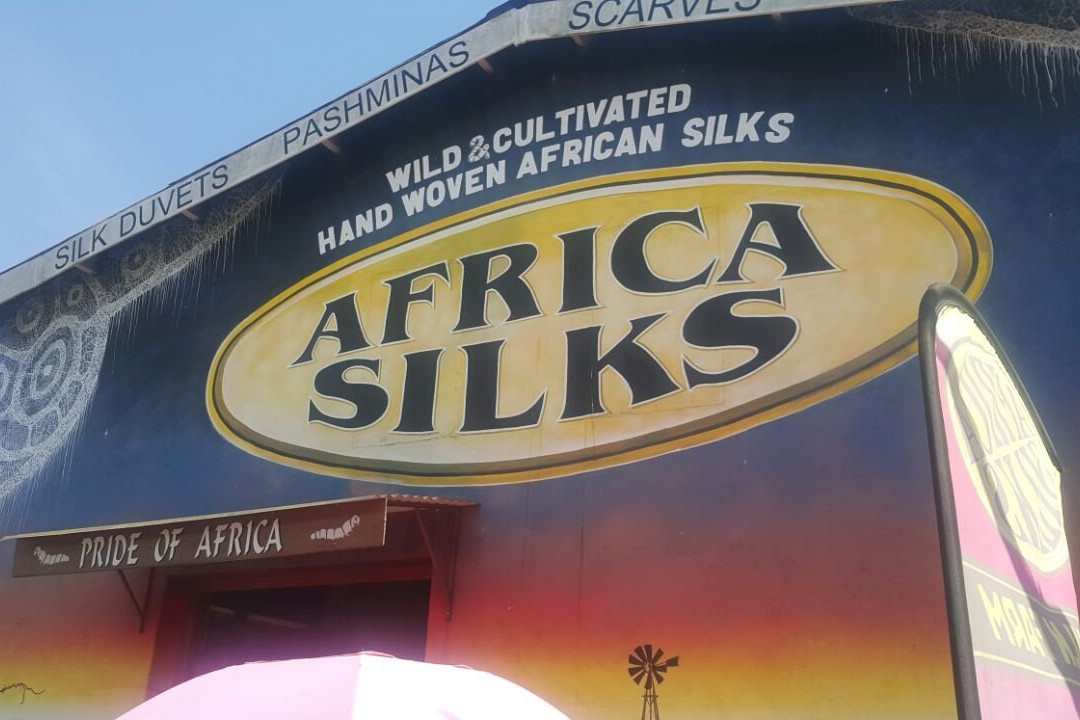 SILK DUVETS PASHMINAS SCARVES
WILD & CULTIVATED
HAND WOVEN AFRICAN SILKS
AFRICA
SILKS
PRIDE OF AFRICA